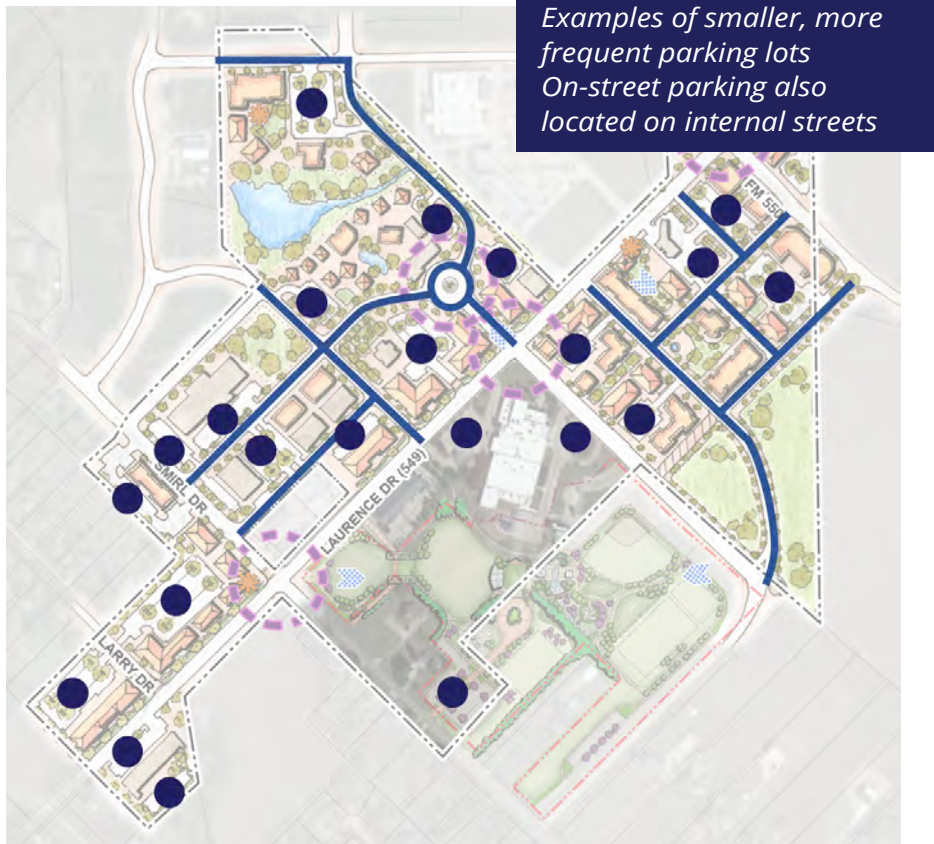 Examples of smaller, more
frequent parking lots
On-street parking also
located on internal streets
FM 550
SMIRL DR
LAURENCE DR (549)
LARRY DR